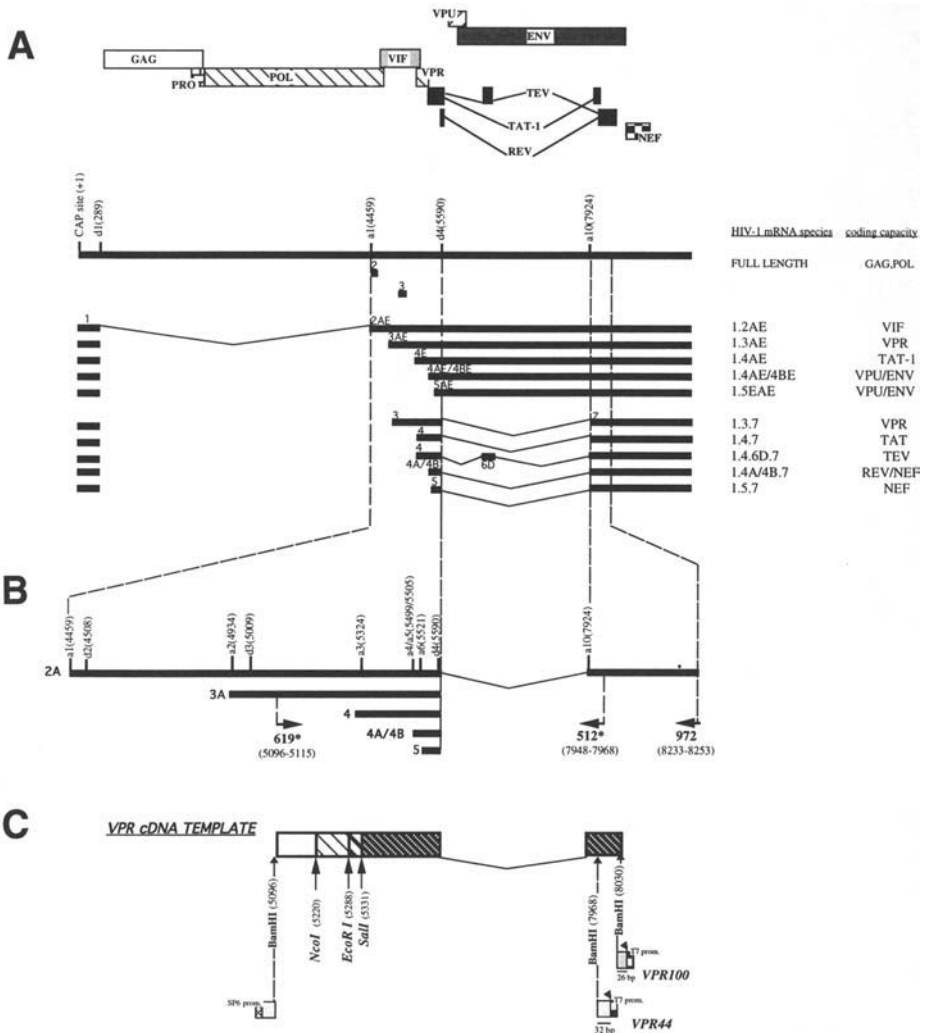 A
VPU
ENV
GAG
VIF
PRO
POL
VPR
TEV
TAT-1
REV
NEF
CAP site (+1)
d1(289)
a1(4459)
d4(5590)
a10(7924)
HIV-1 mRNA species coding capacity
FULL LENGTH GAG,POL
2
3
1
2AE
1.2AE VIF
3AE
1.3AE VPR
4E
1.4AE TAT-1
4AE/4BE
1.4AE/4BE VPU/ENV
5AE
1.5EAE VPU/ENV
3
7
1.3.7 VPR
4
1.4.7 TAT
4
6D
1.4.6D.7 TEV
4A/4B
1.4A/4B.7 REV/NEF
5
1.5.7 NEF
B
a1(4459)
d2(4508)
a2(4934)
d3(5009)
a3(5324)
a4/a5(5499/5505)
a6(5521)
d4(5590)
a10(7924)
2A
3A
4
4A/4B
5
619*
(5096-5115)
512*
(7948-7968)
972
(8233-8253)
C
VPR cDNA TEMPLATE
BamHI (5096)
NcoI (5220)
EcoR I (5288)
SalI (5331)
BamHI (7968)
BamHI (8030)
T7 prom.
26 bp
VPR100
SP6 prom.
T7 prom.
32 bp
VPR44